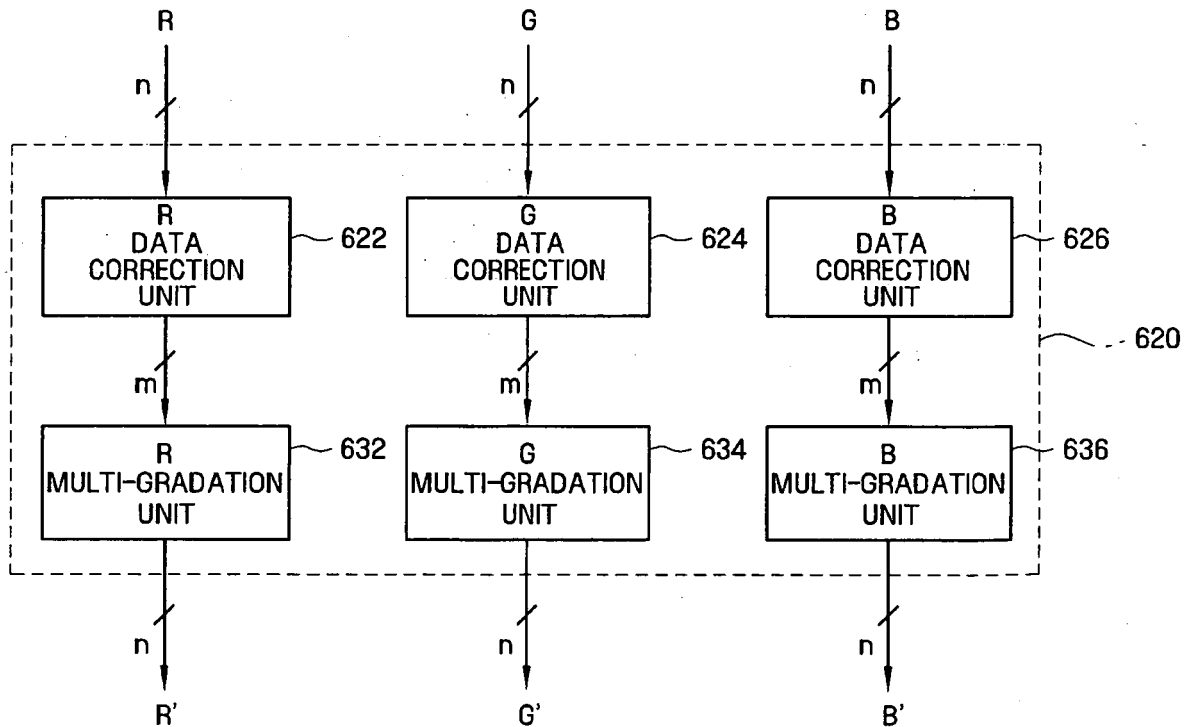 R G B
n n n
R
DATA
CORRECTION
UNIT
622
G
DATA
CORRECTION
UNIT
624
B
DATA
CORRECTION
UNIT
626
620
m m m
R
MULTI-GRADATION
UNIT
632
G
MULTI-GRADATION
UNIT
634
B
MULTI-GRADATION
UNIT
636
n n n
R' G' B'